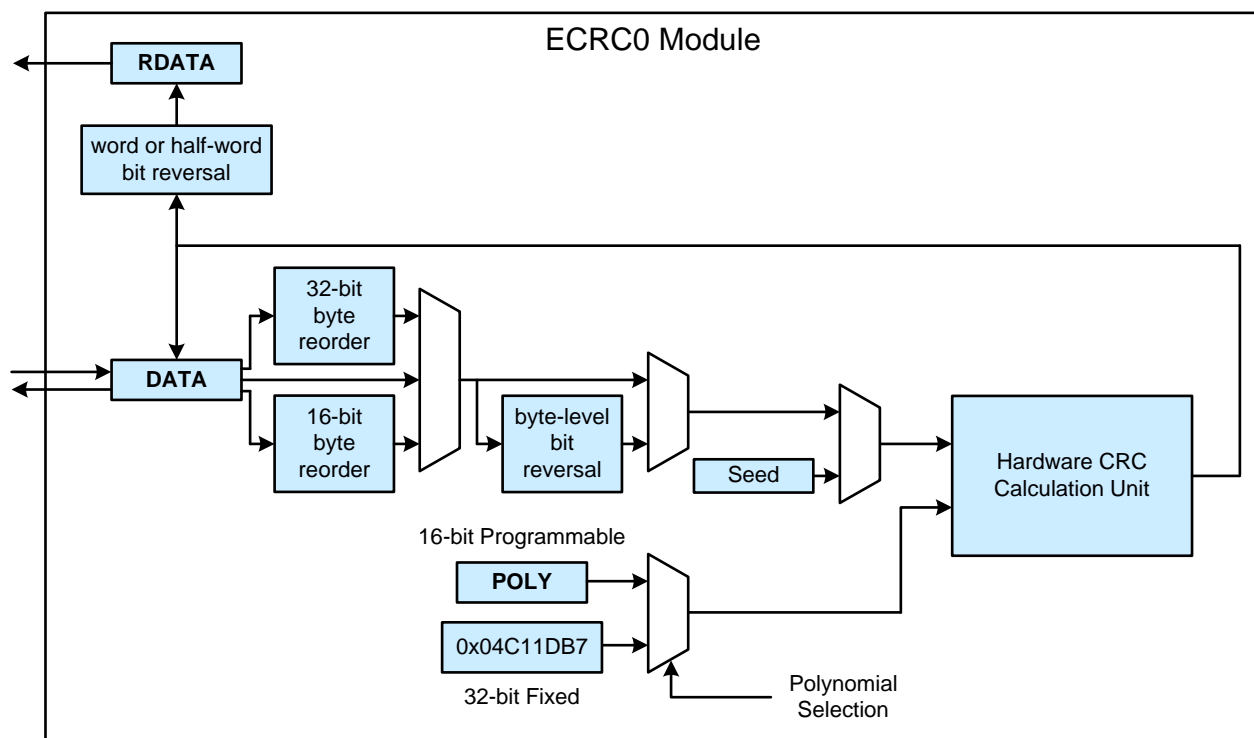 ECRC0 Module
RDATA
word or half-word
bit reversal
32-bit
byte
reorder
DATA
16-bit
byte
reorder
byte-level
bit
reversal
Seed
Hardware CRC
Calculation Unit
16-bit Programmable
POLY
0x04C11DB7
32-bit Fixed
Polynomial
Selection